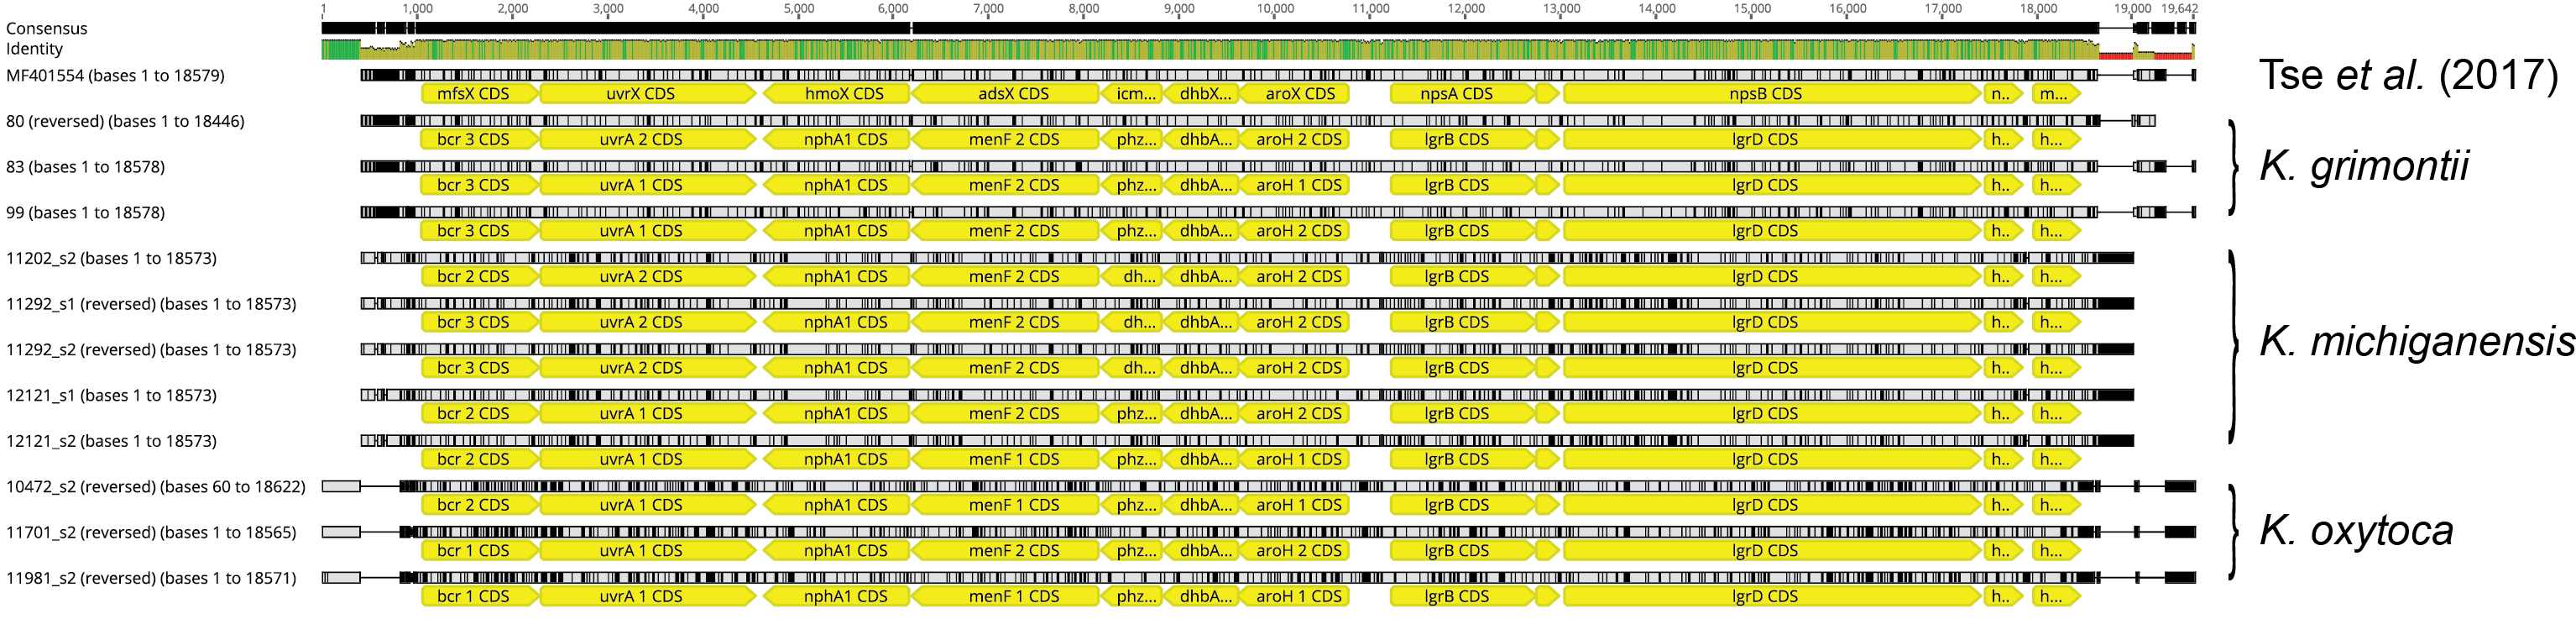 1 1,000 2,000 3,000 4,000 5,000 6,000 7,000 8,000 9,000 10,000 11,000 12,000 13,000 14,000 15,000 16,000 17,000 18,000 19,000 19,642
Consensus
Identity
MF401554 (bases 1 to 18579)
mfsX CDS uvrX CDS hmoX CDS adsX CDS icm... dhbX... aroX CDS npsA CDS npsB CDS n.. m...
Tse et al. (2017)
80 (reversed) (bases 1 to 18446)
bcr 3 CDS uvrA 2 CDS nphA1 CDS menF 2 CDS phz... dhbA... aroH 2 CDS lgrB CDS lgrD CDS h.. h...
83 (bases 1 to 18578)
bcr 3 CDS uvrA 1 CDS nphA1 CDS menF 2 CDS phz... dhbA... aroH 1 CDS lgrB CDS lgrD CDS h.. h...
K. grimontii
99 (bases 1 to 18578)
bcr 3 CDS uvrA 1 CDS nphA1 CDS menF 2 CDS phz... dhbA... aroH 2 CDS lgrB CDS lgrD CDS h.. h...
11202_s2 (bases 1 to 18573)
bcr 2 CDS uvrA 2 CDS nphA1 CDS menF 2 CDS dh... dhbA... aroH 2 CDS lgrB CDS lgrD CDS h.. h...
11292_s1 (reversed) (bases 1 to 18573)
bcr 3 CDS uvrA 2 CDS nphA1 CDS menF 2 CDS dh... dhbA... aroH 2 CDS lgrB CDS lgrD CDS h.. h...
K. michiganensis
11292_s2 (reversed) (bases 1 to 18573)
bcr 3 CDS uvrA 2 CDS nphA1 CDS menF 2 CDS dh... dhbA... aroH 2 CDS lgrB CDS lgrD CDS h.. h...
12121_s1 (bases 1 to 18573)
bcr 2 CDS uvrA 1 CDS nphA1 CDS menF 2 CDS phz... dhbA... aroH 2 CDS lgrB CDS lgrD CDS h.. h...
12121_s2 (bases 1 to 18573)
bcr 2 CDS uvrA 1 CDS nphA1 CDS menF 1 CDS phz... dhbA... aroH 1 CDS lgrB CDS lgrD CDS h.. h...
10472_s2 (reversed) (bases 60 to 18622)
bcr 2 CDS uvrA 1 CDS nphA1 CDS menF 1 CDS phz... dhbA... aroH 1 CDS lgrB CDS lgrD CDS h.. h...
11701_s2 (reversed) (bases 1 to 18565)
bcr 1 CDS uvrA 1 CDS nphA1 CDS menF 2 CDS phz... dhbA... aroH 2 CDS lgrB CDS lgrD CDS h.. h...
K. oxytoca
11981_s2 (reversed) (bases 1 to 18571)
bcr 1 CDS uvrA 1 CDS nphA1 CDS menF 1 CDS phz... dhbA... aroH 1 CDS lgrB CDS lgrD CDS h.. h...